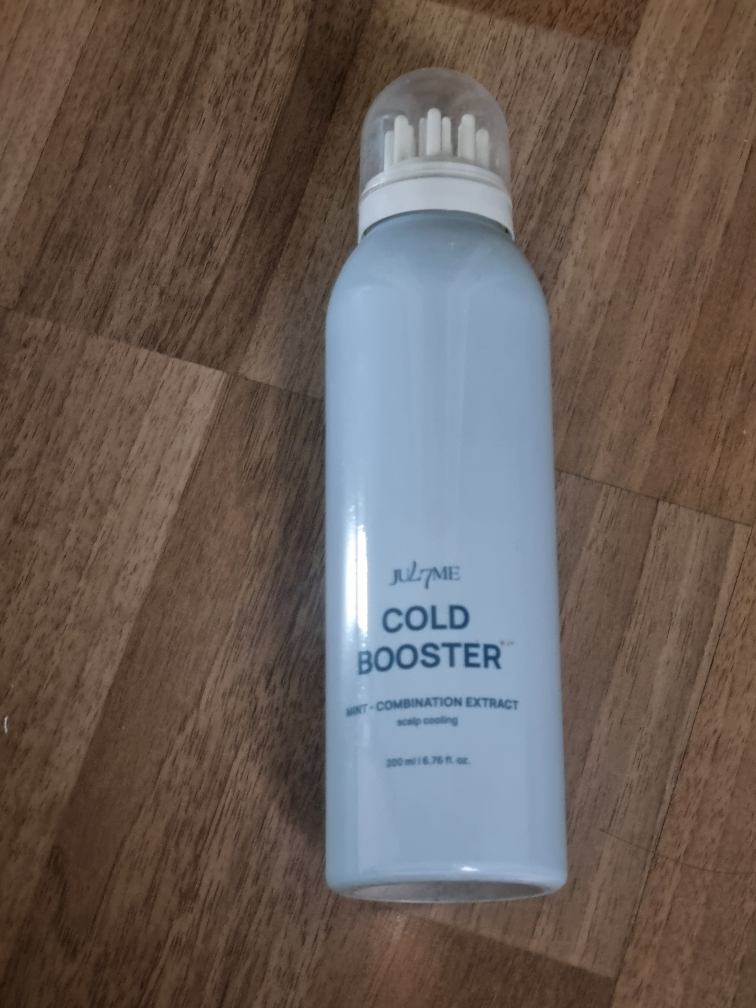 JUL7ME
COLD
BOOSTER
MINT - COMBINATION EXTRACT
scalp cooling
200 ml | 6.76 fl. oz.